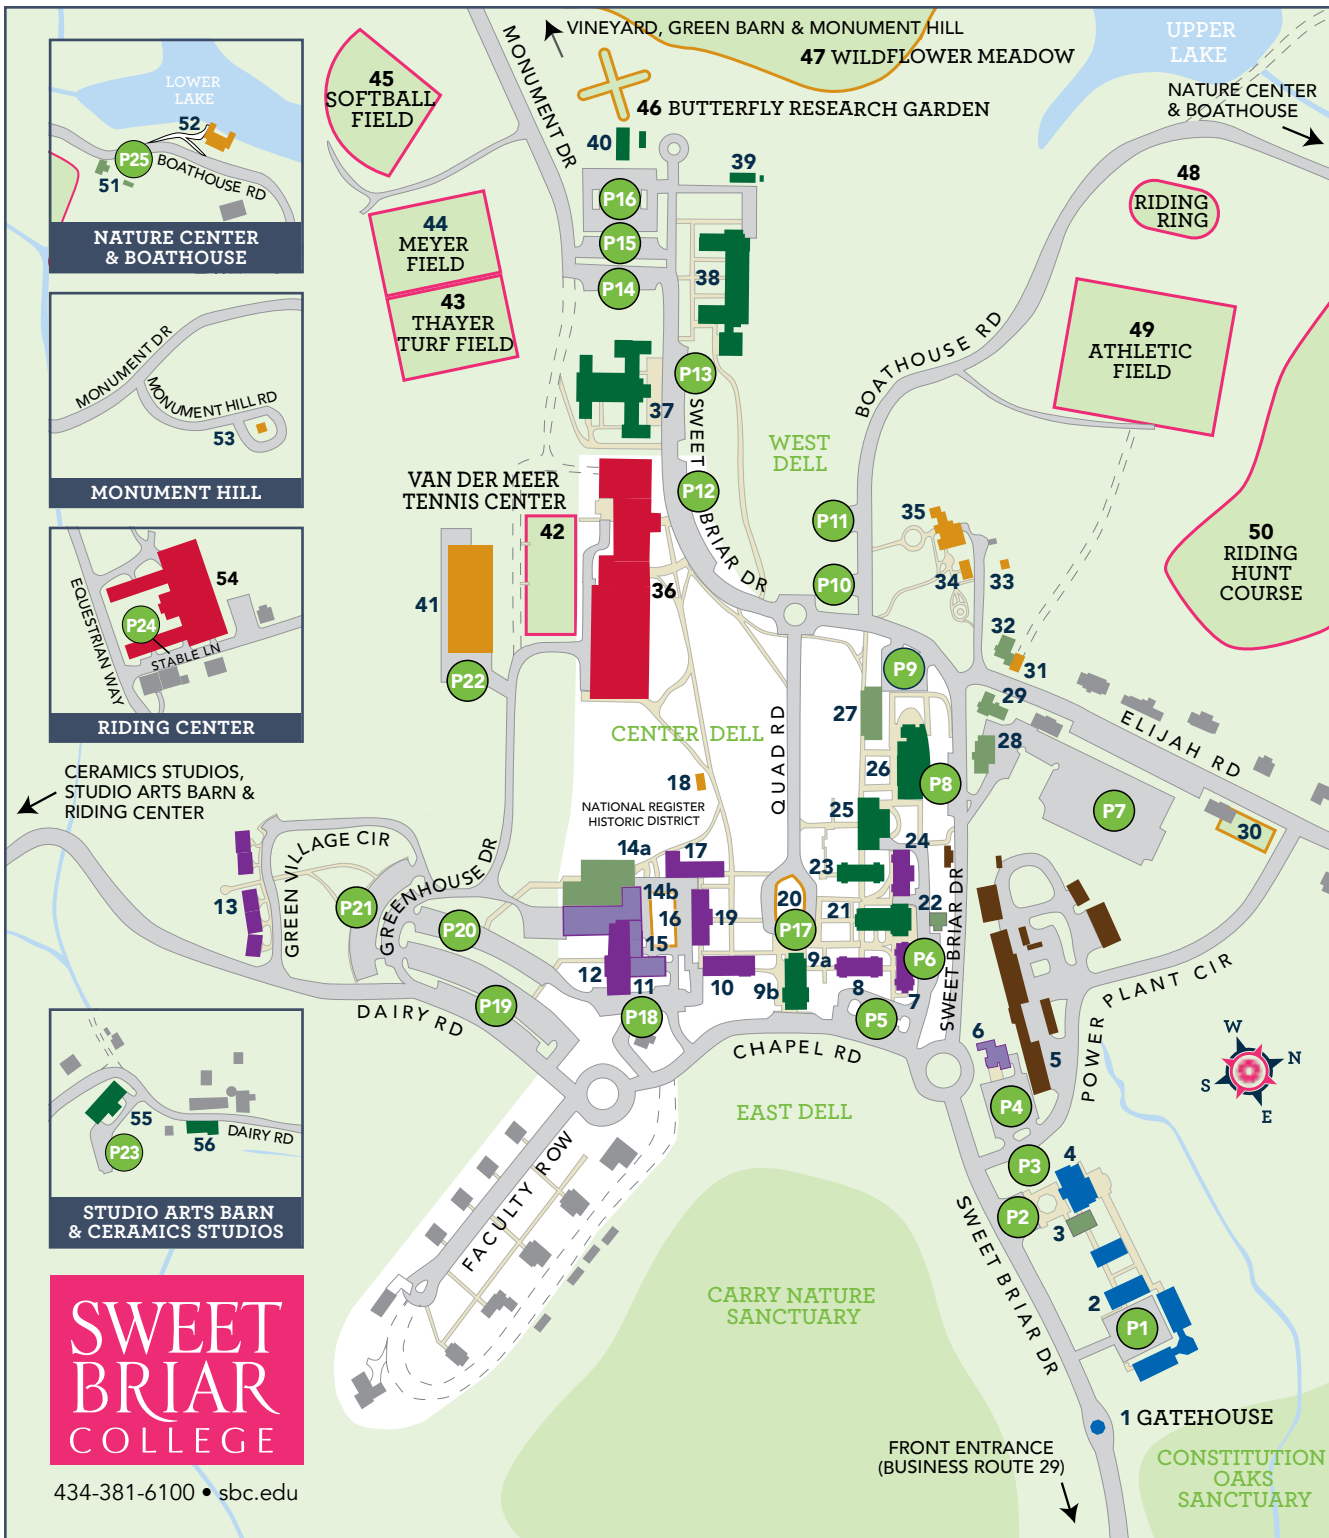 VINEYARD, GREEN BARN & MONUMENT HILL
47 WILDFLOWER MEADOW
UPPER
LAKE
NATURE CENTER
& BOATHOUSE
46 BUTTERFLY RESEARCH GARDEN
MONUMENT DR
45
SOFTBALL
FIELD
LOWER
LAKE
52
P25
BOATHOUSE RD
51
NATURE CENTER
& BOATHOUSE
40
39
48
RIDING
RING
P16
P15
P14
44
MEYER
FIELD
43
THAYER
TURF FIELD
38
MONUMENT DR
MONUMENT HILL RD
53
MONUMENT HILL
49
ATHLETIC
FIELD
BOATHOUSE RD
P13
37
SWEET BRIAR DR
WEST
DELL
P12
VAN DER MEER
TENNIS CENTER
42
P11
35
50
RIDING
HUNT
COURSE
54
P24
EQUESTRIAN WAY
STABLE LN
RIDING CENTER
41
36
P10
34
33
32
31
P22
P9
29
27
28
ELIJAH RD
CENTER DELL
QUAD RD
26
P8
P7
30
18
NATIONAL REGISTER
HISTORIC DISTRICT
CERAMICS STUDIOS,
STUDIO ARTS BARN &
RIDING CENTER
25
24
GREEN VILLAGE CIR
GREENHOUSE DR
14a
17
23
14b
13
P21
P20
16
19
20
21
22
P17
15
SWEET BRIAR DR
12
11
10
9a
9b
8
7
P6
P19
P18
P5
DAIRY RD
CHAPEL RD
POWER PLANT CIR
6
5
W
N
S
E
P4
EAST DELL
55
56
DAIRY RD
P23
STUDIO ARTS BARN
& CERAMICS STUDIOS
FACULTY ROW
P3
4
P2
3
SWEET BRIAR DR
2
P1
CARRY NATURE
SANCTUARY
SWEET
BRIAR
COLLEGE
434-381-6100 • sbc.edu
1 GATEHOUSE
FRONT ENTRANCE
(BUSINESS ROUTE 29)
CONSTITUTION
OAKS
SANCTUARY